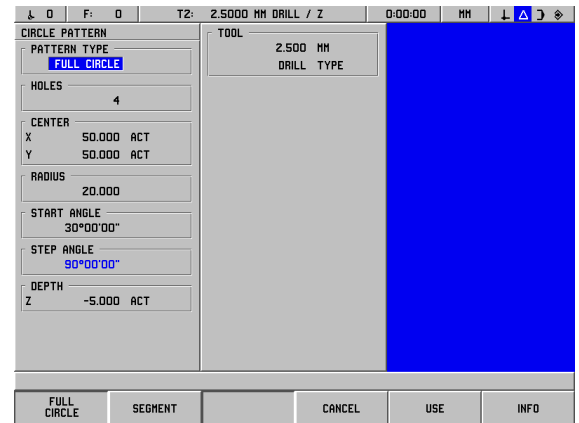 0 F: 0 T2: 2.5000 MM DRILL / Z 0:00:00 MM
CIRCLE PATTERN
PATTERN TYPE
FULL CIRCLE
HOLES
4
CENTER
X 50.000 ACT
Y 50.000 ACT
RADIUS
20.000
START ANGLE
30°00'00"
STEP ANGLE
90°00'00"
DEPTH
Z -5.000 ACT
TOOL
2.500 MM
DRILL TYPE
FULL CIRCLE
SEGMENT
CANCEL
USE
INFO